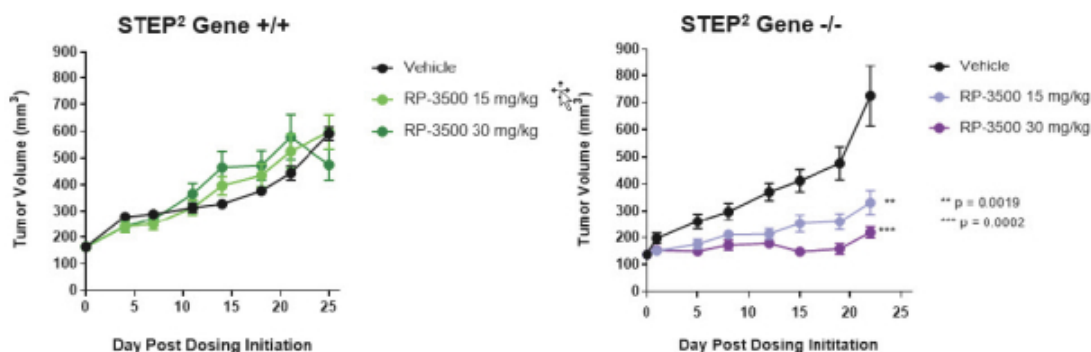 STEP² Gene +/+
900
800
700
600
500
400
300
200
100
0
Tumor Volume (mm³)
0 5 10 15 20 25
Day Post Dosing Initiation
Vehicle
RP-3500 15 mg/kg
RP-3500 30 mg/kg
STEP² Gene -/-
900
800
700
600
500
400
300
200
100
0
Tumor Volume (mm³)
0 5 10 15 20 25
Day Post Dosing Inititation
Vehicle
RP-3500 15 mg/kg
RP-3500 30 mg/kg
**
***
** p = 0.0019
*** p = 0.0002